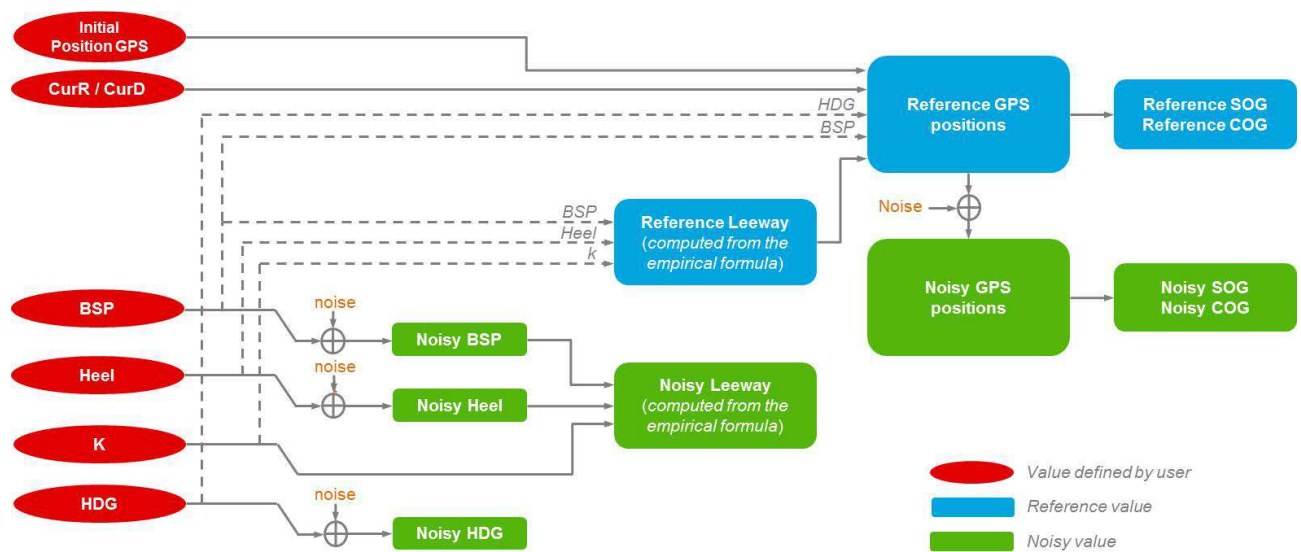 Initial
Position GPS
CurR / CurD
HDG
BSP
Reference GPS
positions
Reference SOG
Reference COG
Noise
BSP
Heel
k
Reference Leeway
(computed from the
empirical formula)
Noisy GPS
positions
Noisy SOG
Noisy COG
BSP
noise
Noisy BSP
Heel
noise
Noisy Heel
Noisy Leeway
(computed from the
empirical formula)
K
HDG
noise
Noisy HDG
Value defined by user
Reference value
Noisy value